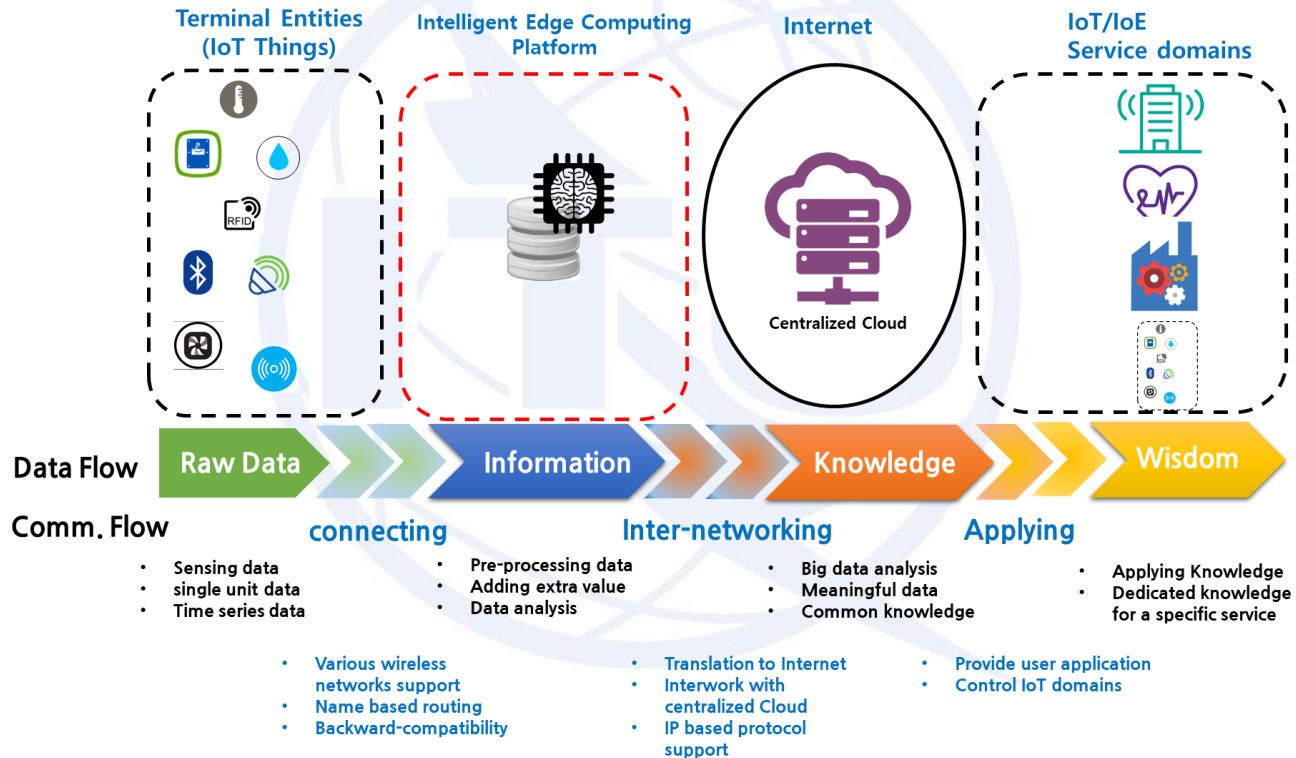 Terminal Entities
(IoT Things)
Intelligent Edge Computing
Platform
Internet
IoT/IoE
Service domains
RFID
Centralized Cloud
Data Flow
Raw Data
Information
Knowledge
Wisdom
Comm. Flow
connecting
Inter-networking
Applying
• Sensing data
• single unit data
• Time series data
• Pre-processing data
• Adding extra value
• Data analysis
• Big data analysis
• Meaningful data
• Common knowledge
• Applying Knowledge
• Dedicated knowledge
for a specific service
• Various wireless
networks support
• Name based routing
• Backward-compatibility
• Translation to Internet
• Interwork with
centralized Cloud
• IP based protocol
support
• Provide user application
• Control IoT domains
ITU